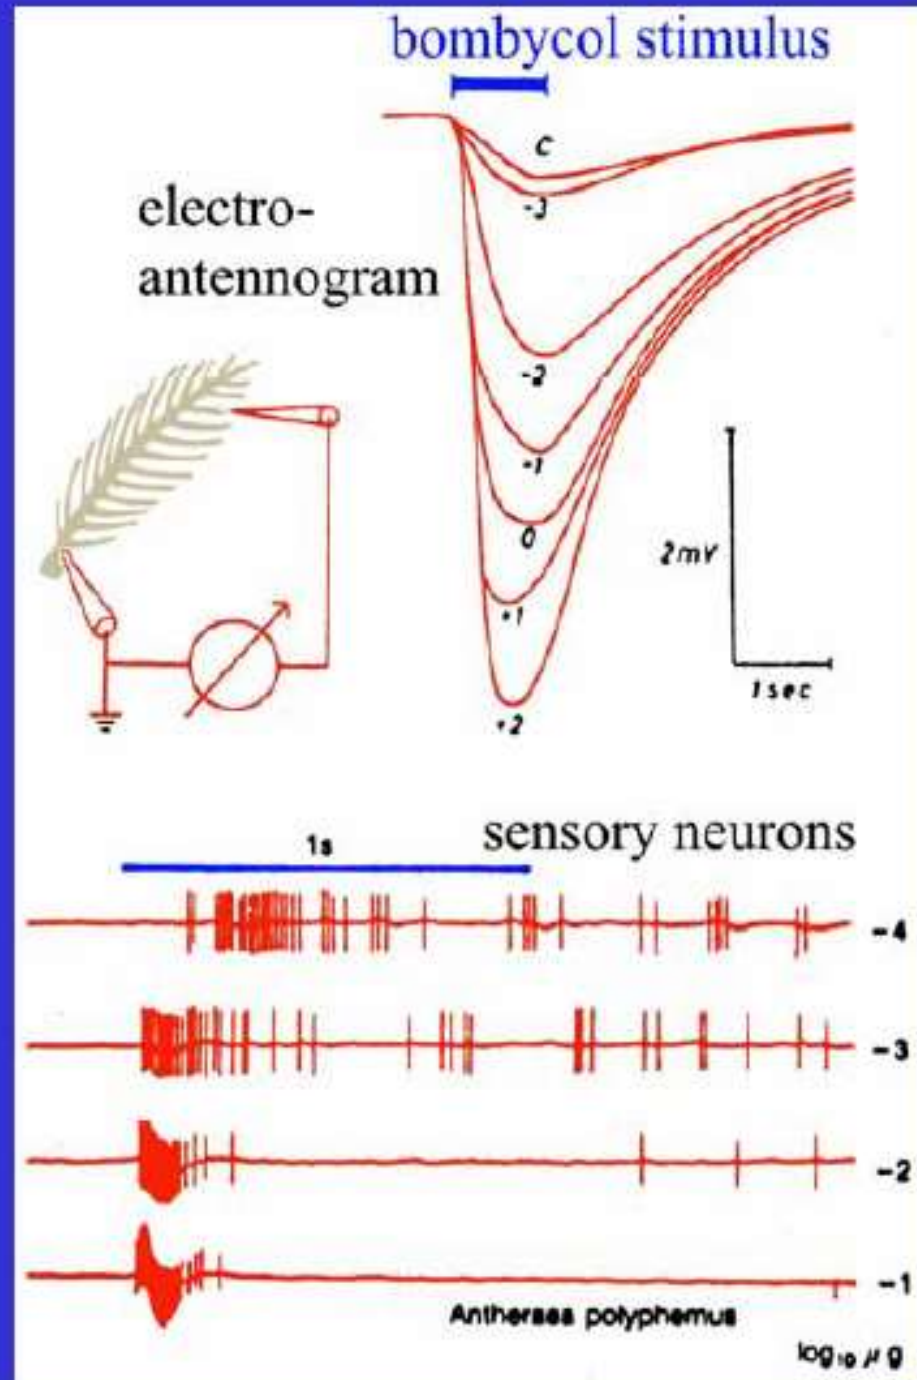 bombycol stimulus
electro-
antennogram
C
-3
-2
-1
0
+1
+2
2mV
1sec
1s
sensory neurons
-4
-3
-2
-1
Antheraea polyphemus
log₁₀ μg